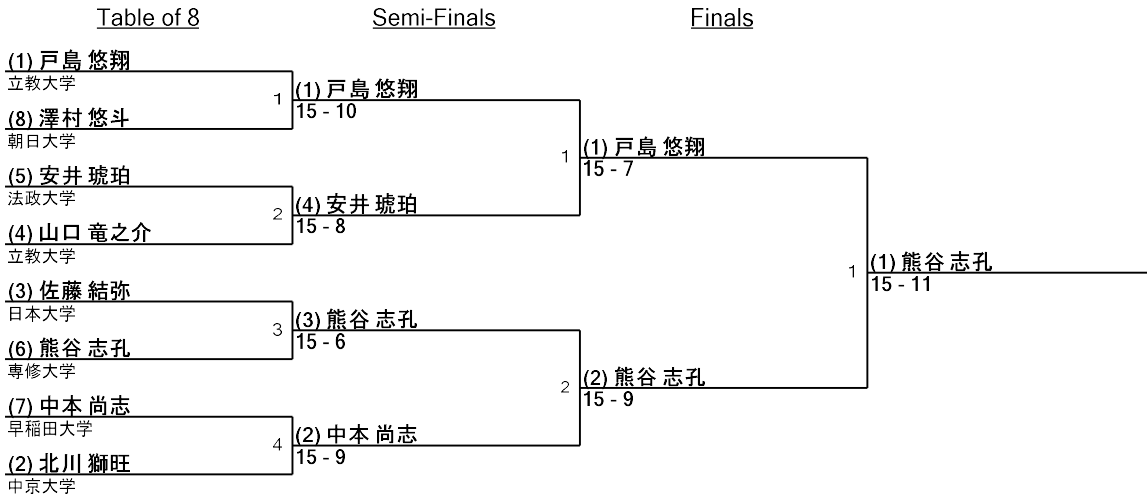 Table of 8
Semi-Finals
Finals
(1) 戸島 悠翔
立教大学
1
(8) 澤村 悠斗
朝日大学
(5) 安井 琥珀
法政大学
2
(4) 山口 竜之介
立教大学
(3) 佐藤 結弥
日本大学
3
(6) 熊谷 志孔
専修大学
(7) 中本 尚志
早稲田大学
4
(2) 北川 獅旺
中京大学
(1) 戸島 悠翔
15 - 10
1
(4) 安井 琥珀
15 - 8
(3) 熊谷 志孔
15 - 6
2
(2) 中本 尚志
15 - 9
(1) 戸島 悠翔
15 - 7
1
(2) 熊谷 志孔
15 - 9
(1) 熊谷 志孔
15 - 11